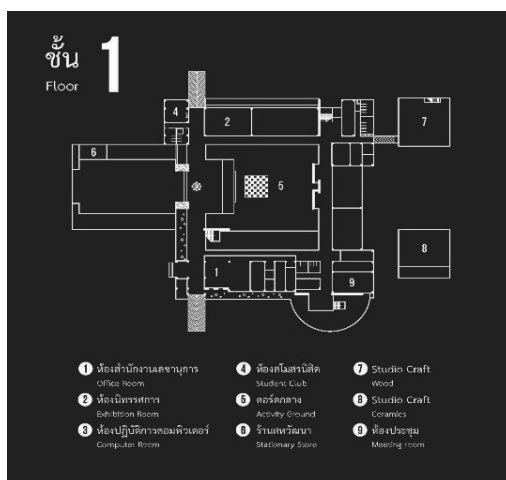 ชั้น 1
Floor
4
2
7
6
5
8
1
9
1 ห้องสำนักงานเลขานุการ
Office Room
2 ห้องนิทรรศการ
Exhibition Room
3 ห้องปฏิบัติการคอมพิวเตอร์
Computer Room
4 ห้องสโมสรนิสิต
Student Club
5 คอร์ตกลาง
Activity Ground
6 ร้านสหวัฒนา
Stationary Store
7 Studio Craft
Wood
8 Studio Craft
Ceramics
9 ห้องประชุม
Meeting room